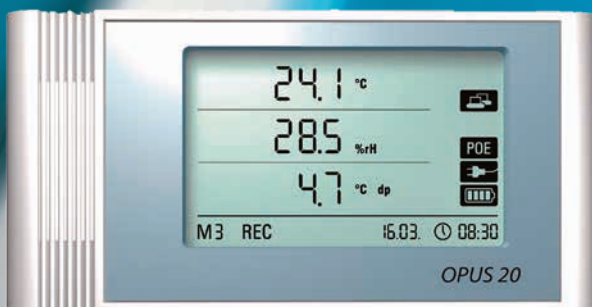 24.1 °C
28.5 %rH
POE
4.7 °C dp
M3 REC 16.03. 08:30
OPUS 20